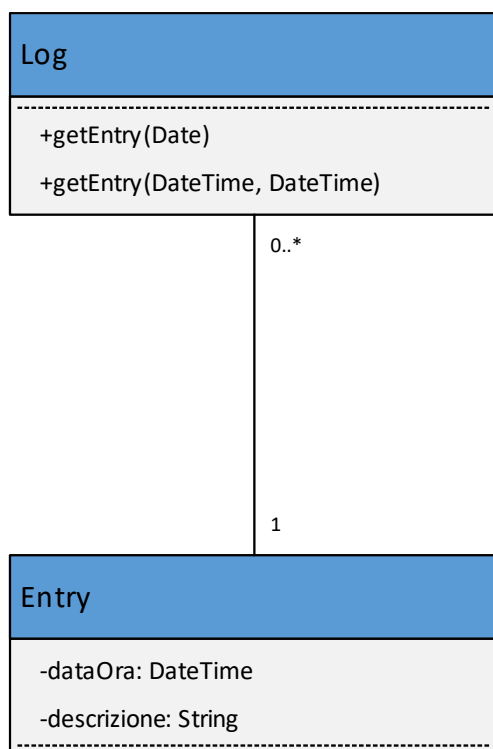 Log
+getEntry(Date)
+getEntry(DateTime, DateTime)
0..*
1
Entry
-dataOra: DateTime
-descrizione: String